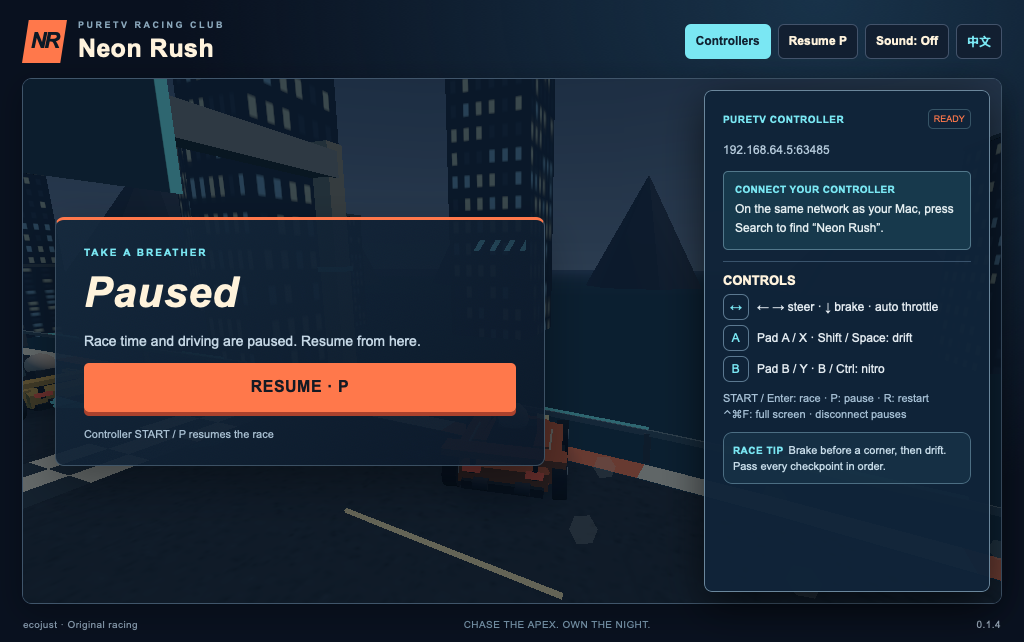 NR
PURETV RACING CLUB
Neon Rush
Controllers
Resume P
Sound: Off
中文
TAKE A BREATHER
Paused
Race time and driving are paused. Resume from here.
RESUME · P
Controller START / P resumes the race
PURETV CONTROLLER
READY
192.168.64.5:63485
CONNECT YOUR CONTROLLER
On the same network as your Mac, press
Search to find “Neon Rush”.
CONTROLS
↔ ←→ steer · ↓ brake · auto throttle
A Pad A / X · Shift / Space: drift
B Pad B / Y · B / Ctrl: nitro
START / Enter: race · P: pause · R: restart
⌃⌘F: full screen · disconnect pauses
RACE TIP Brake before a corner, then drift.
Pass every checkpoint in order.
ecojust · Original racing
CHASE THE APEX. OWN THE NIGHT.
0.1.4